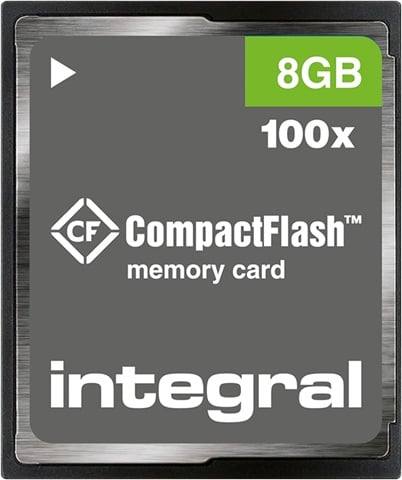 8GB
100x
CF CompactFlash™
memory card
integral